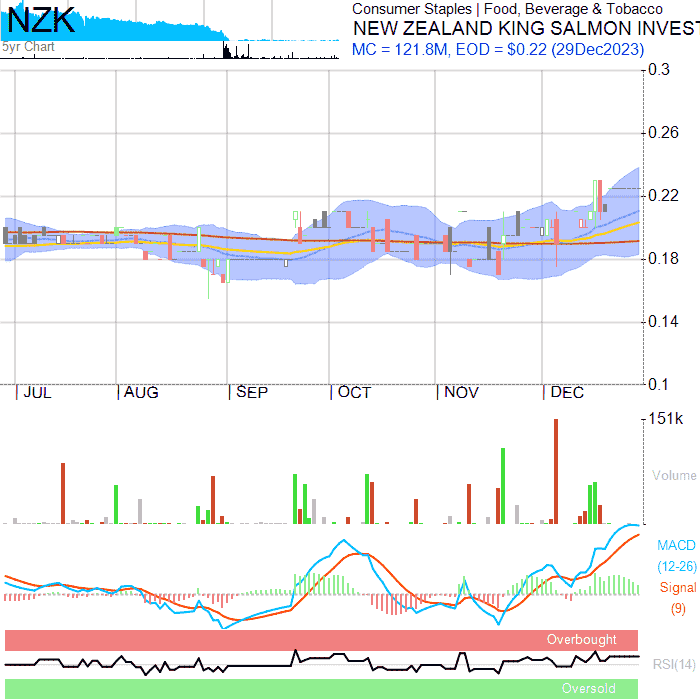 NZK
5yr Chart
Consumer Staples | Food, Beverage & Tobacco
NEW ZEALAND KING SALMON INVEST
MC = 121.8M, EOD = $0.22 (29Dec2023)
0.3
0.26
0.22
0.18
0.14
0.1
JUL AUG SEP OCT NOV DEC
151k
Volume
MACD
(12-26)
Signal
(9)
Overbought
RSI(14)
Oversold